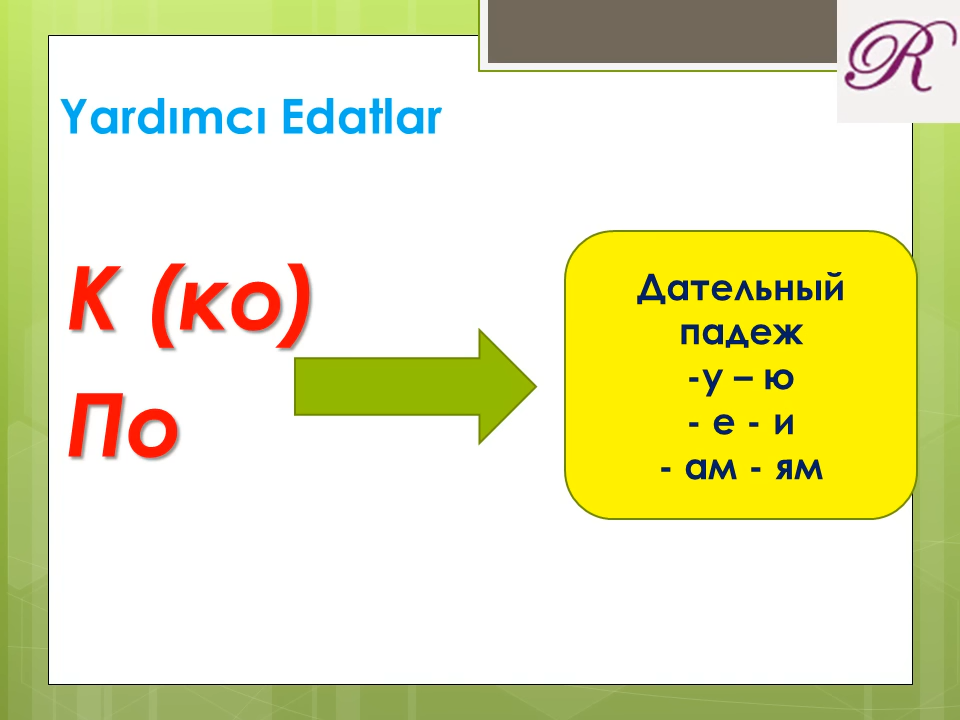 R
Yardımcı Edatlar
К (ко)
По
Дательный
падеж
-у – ю
- е - и
- ам - ям